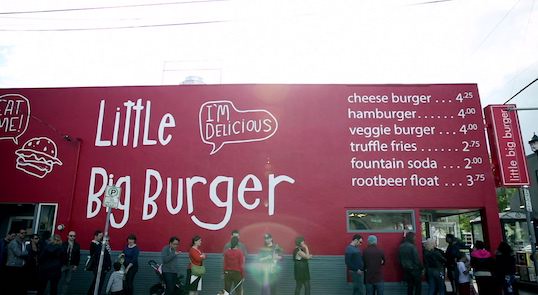 EAT
ME!
Little
Big Burger
I'M
DELICIOUS
cheese burger . . . 4.25
hamburger . . . . . . 4.00
veggie burger . . . 4.00
truffle fries . . . . . . 2.75
fountain soda . . . 2.00
rootbeer float . . . 3.75
little big burger
P